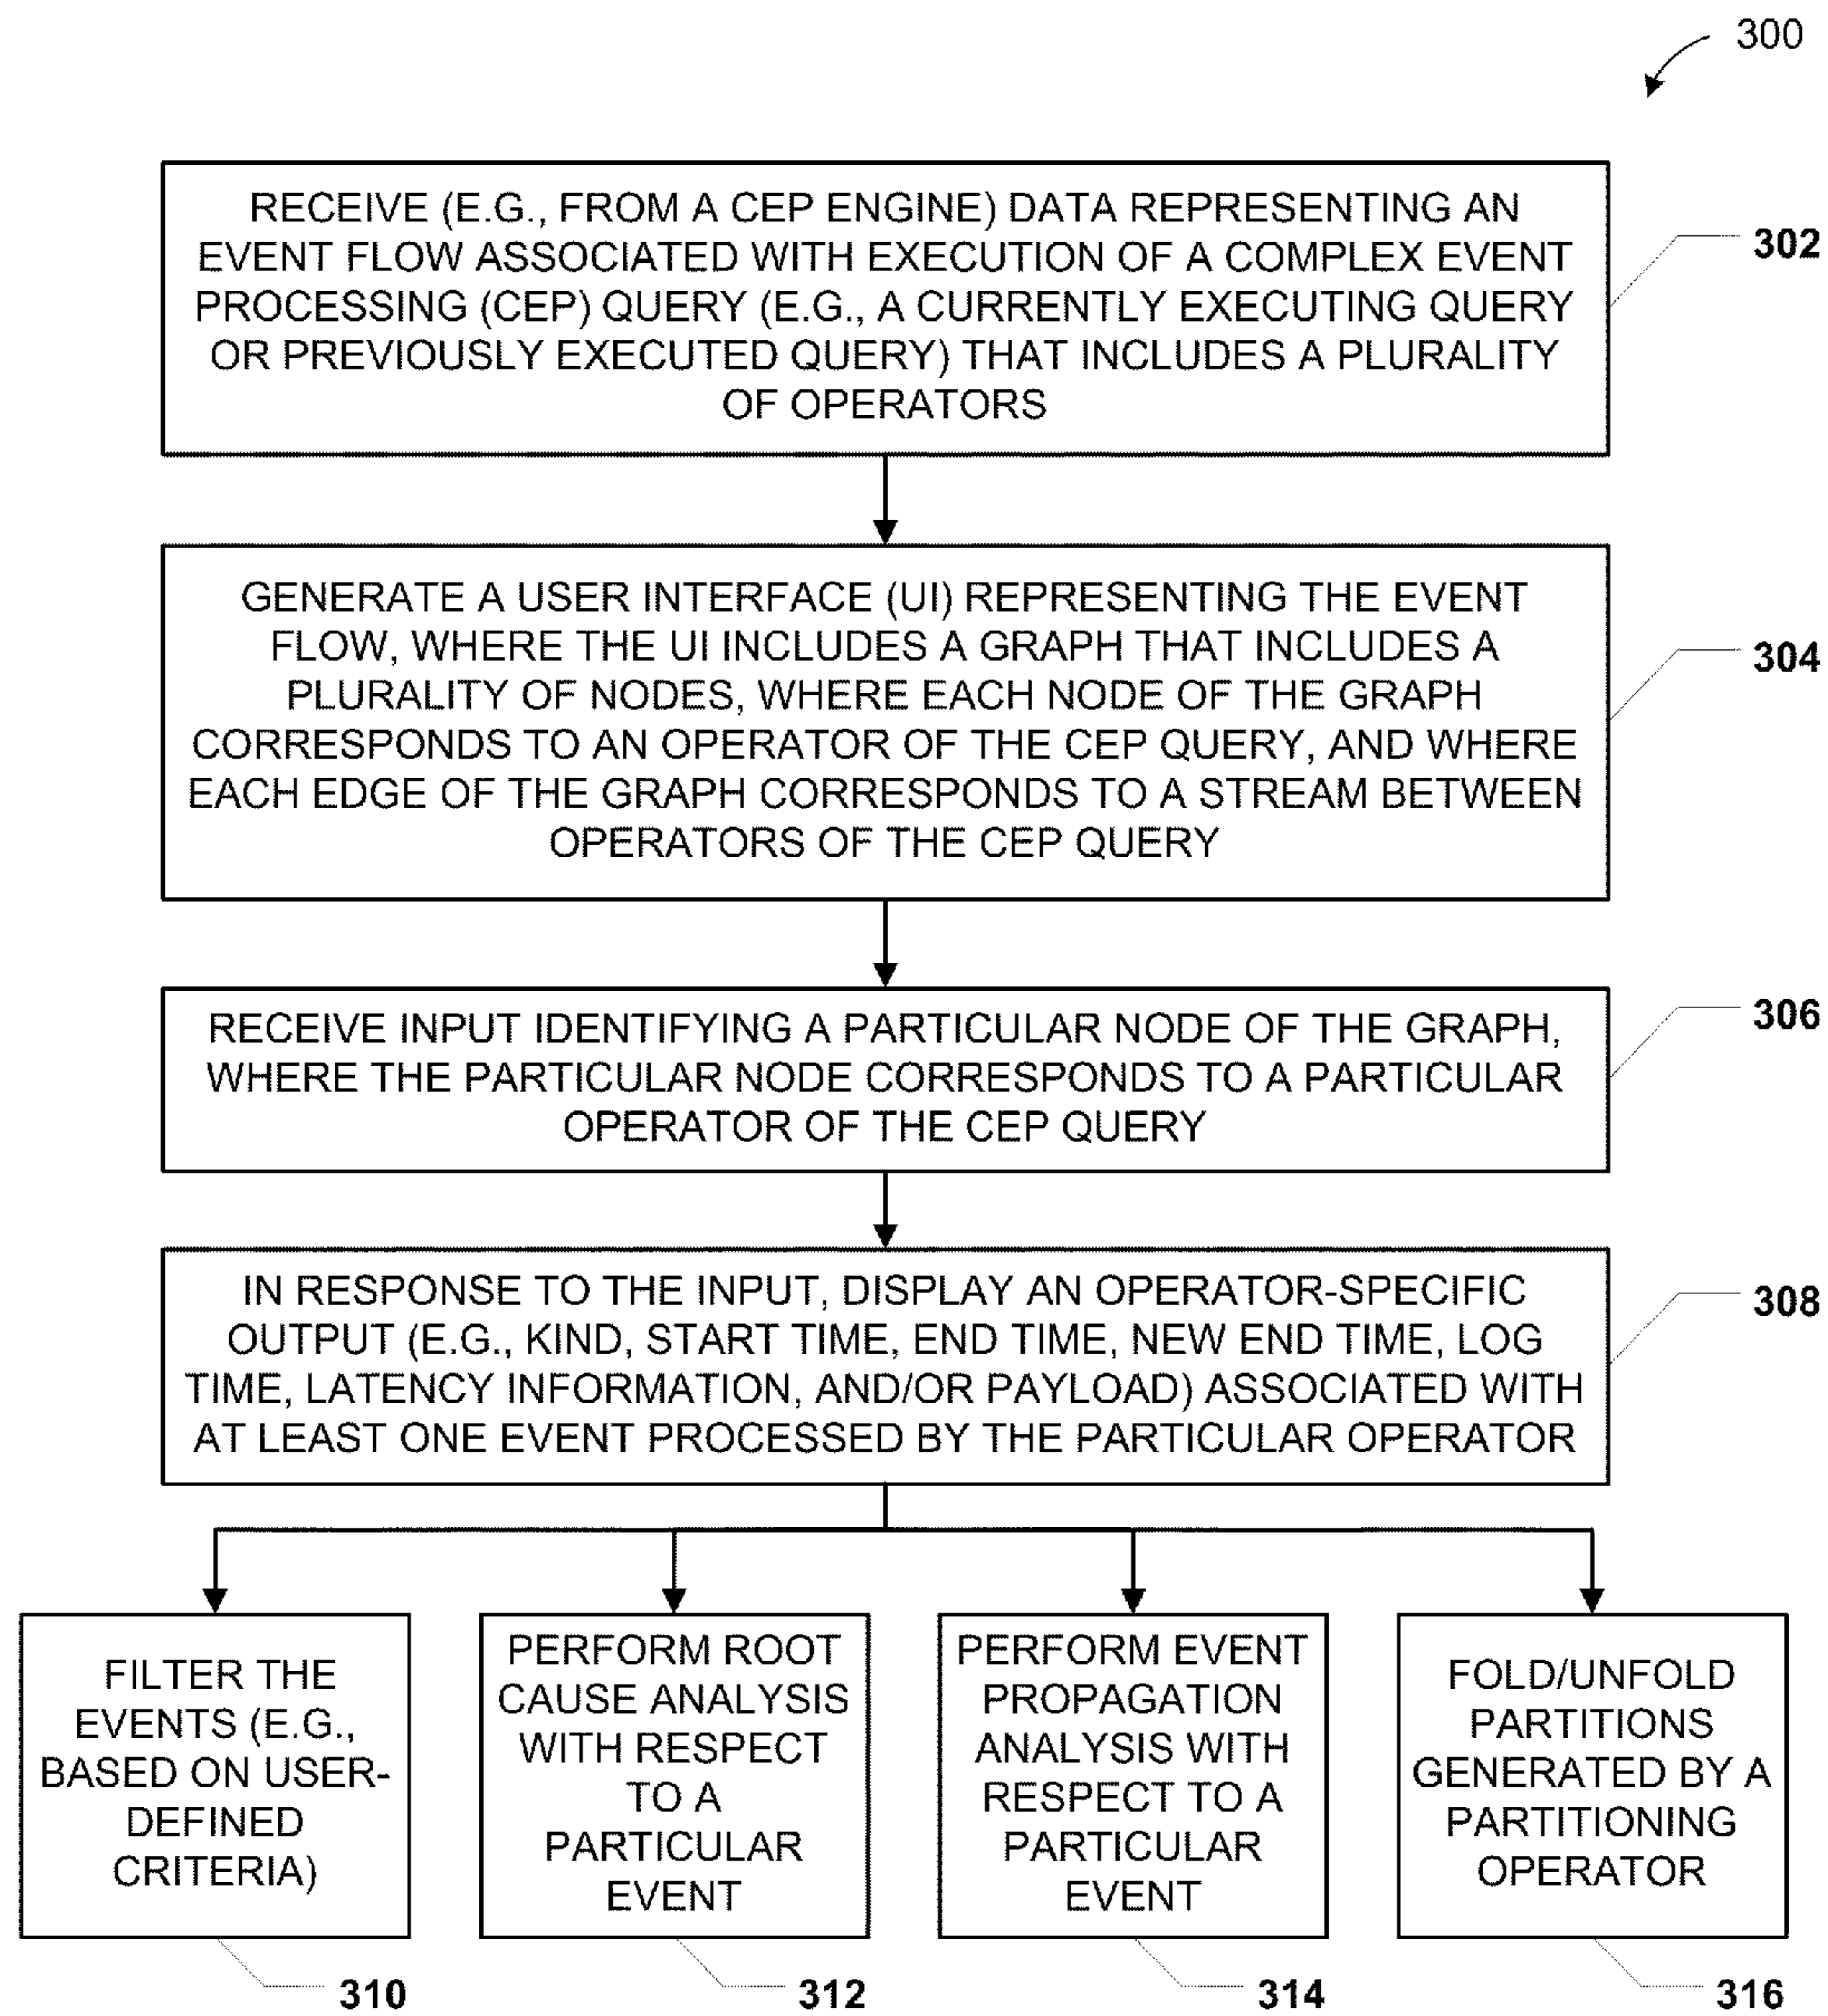 300
RECEIVE (E.G., FROM A CEP ENGINE) DATA REPRESENTING AN
EVENT FLOW ASSOCIATED WITH EXECUTION OF A COMPLEX EVENT
PROCESSING (CEP) QUERY (E.G., A CURRENTLY EXECUTING QUERY
OR PREVIOUSLY EXECUTED QUERY) THAT INCLUDES A PLURALITY
OF OPERATORS
302
GENERATE A USER INTERFACE (UI) REPRESENTING THE EVENT
FLOW, WHERE THE UI INCLUDES A GRAPH THAT INCLUDES A
PLURALITY OF NODES, WHERE EACH NODE OF THE GRAPH
CORRESPONDS TO AN OPERATOR OF THE CEP QUERY, AND WHERE
EACH EDGE OF THE GRAPH CORRESPONDS TO A STREAM BETWEEN
OPERATORS OF THE CEP QUERY
304
RECEIVE INPUT IDENTIFYING A PARTICULAR NODE OF THE GRAPH,
WHERE THE PARTICULAR NODE CORRESPONDS TO A PARTICULAR
OPERATOR OF THE CEP QUERY
306
IN RESPONSE TO THE INPUT, DISPLAY AN OPERATOR-SPECIFIC
OUTPUT (E.G., KIND, START TIME, END TIME, NEW END TIME, LOG
TIME, LATENCY INFORMATION, AND/OR PAYLOAD) ASSOCIATED WITH
AT LEAST ONE EVENT PROCESSED BY THE PARTICULAR OPERATOR
308
FILTER THE
EVENTS (E.G.,
BASED ON USER-
DEFINED
CRITERIA)
310
PERFORM ROOT
CAUSE ANALYSIS
WITH RESPECT
TO A
PARTICULAR
EVENT
312
PERFORM EVENT
PROPAGATION
ANALYSIS WITH
RESPECT TO A
PARTICULAR
EVENT
314
FOLD/UNFOLD
PARTITIONS
GENERATED BY A
PARTITIONING
OPERATOR
316